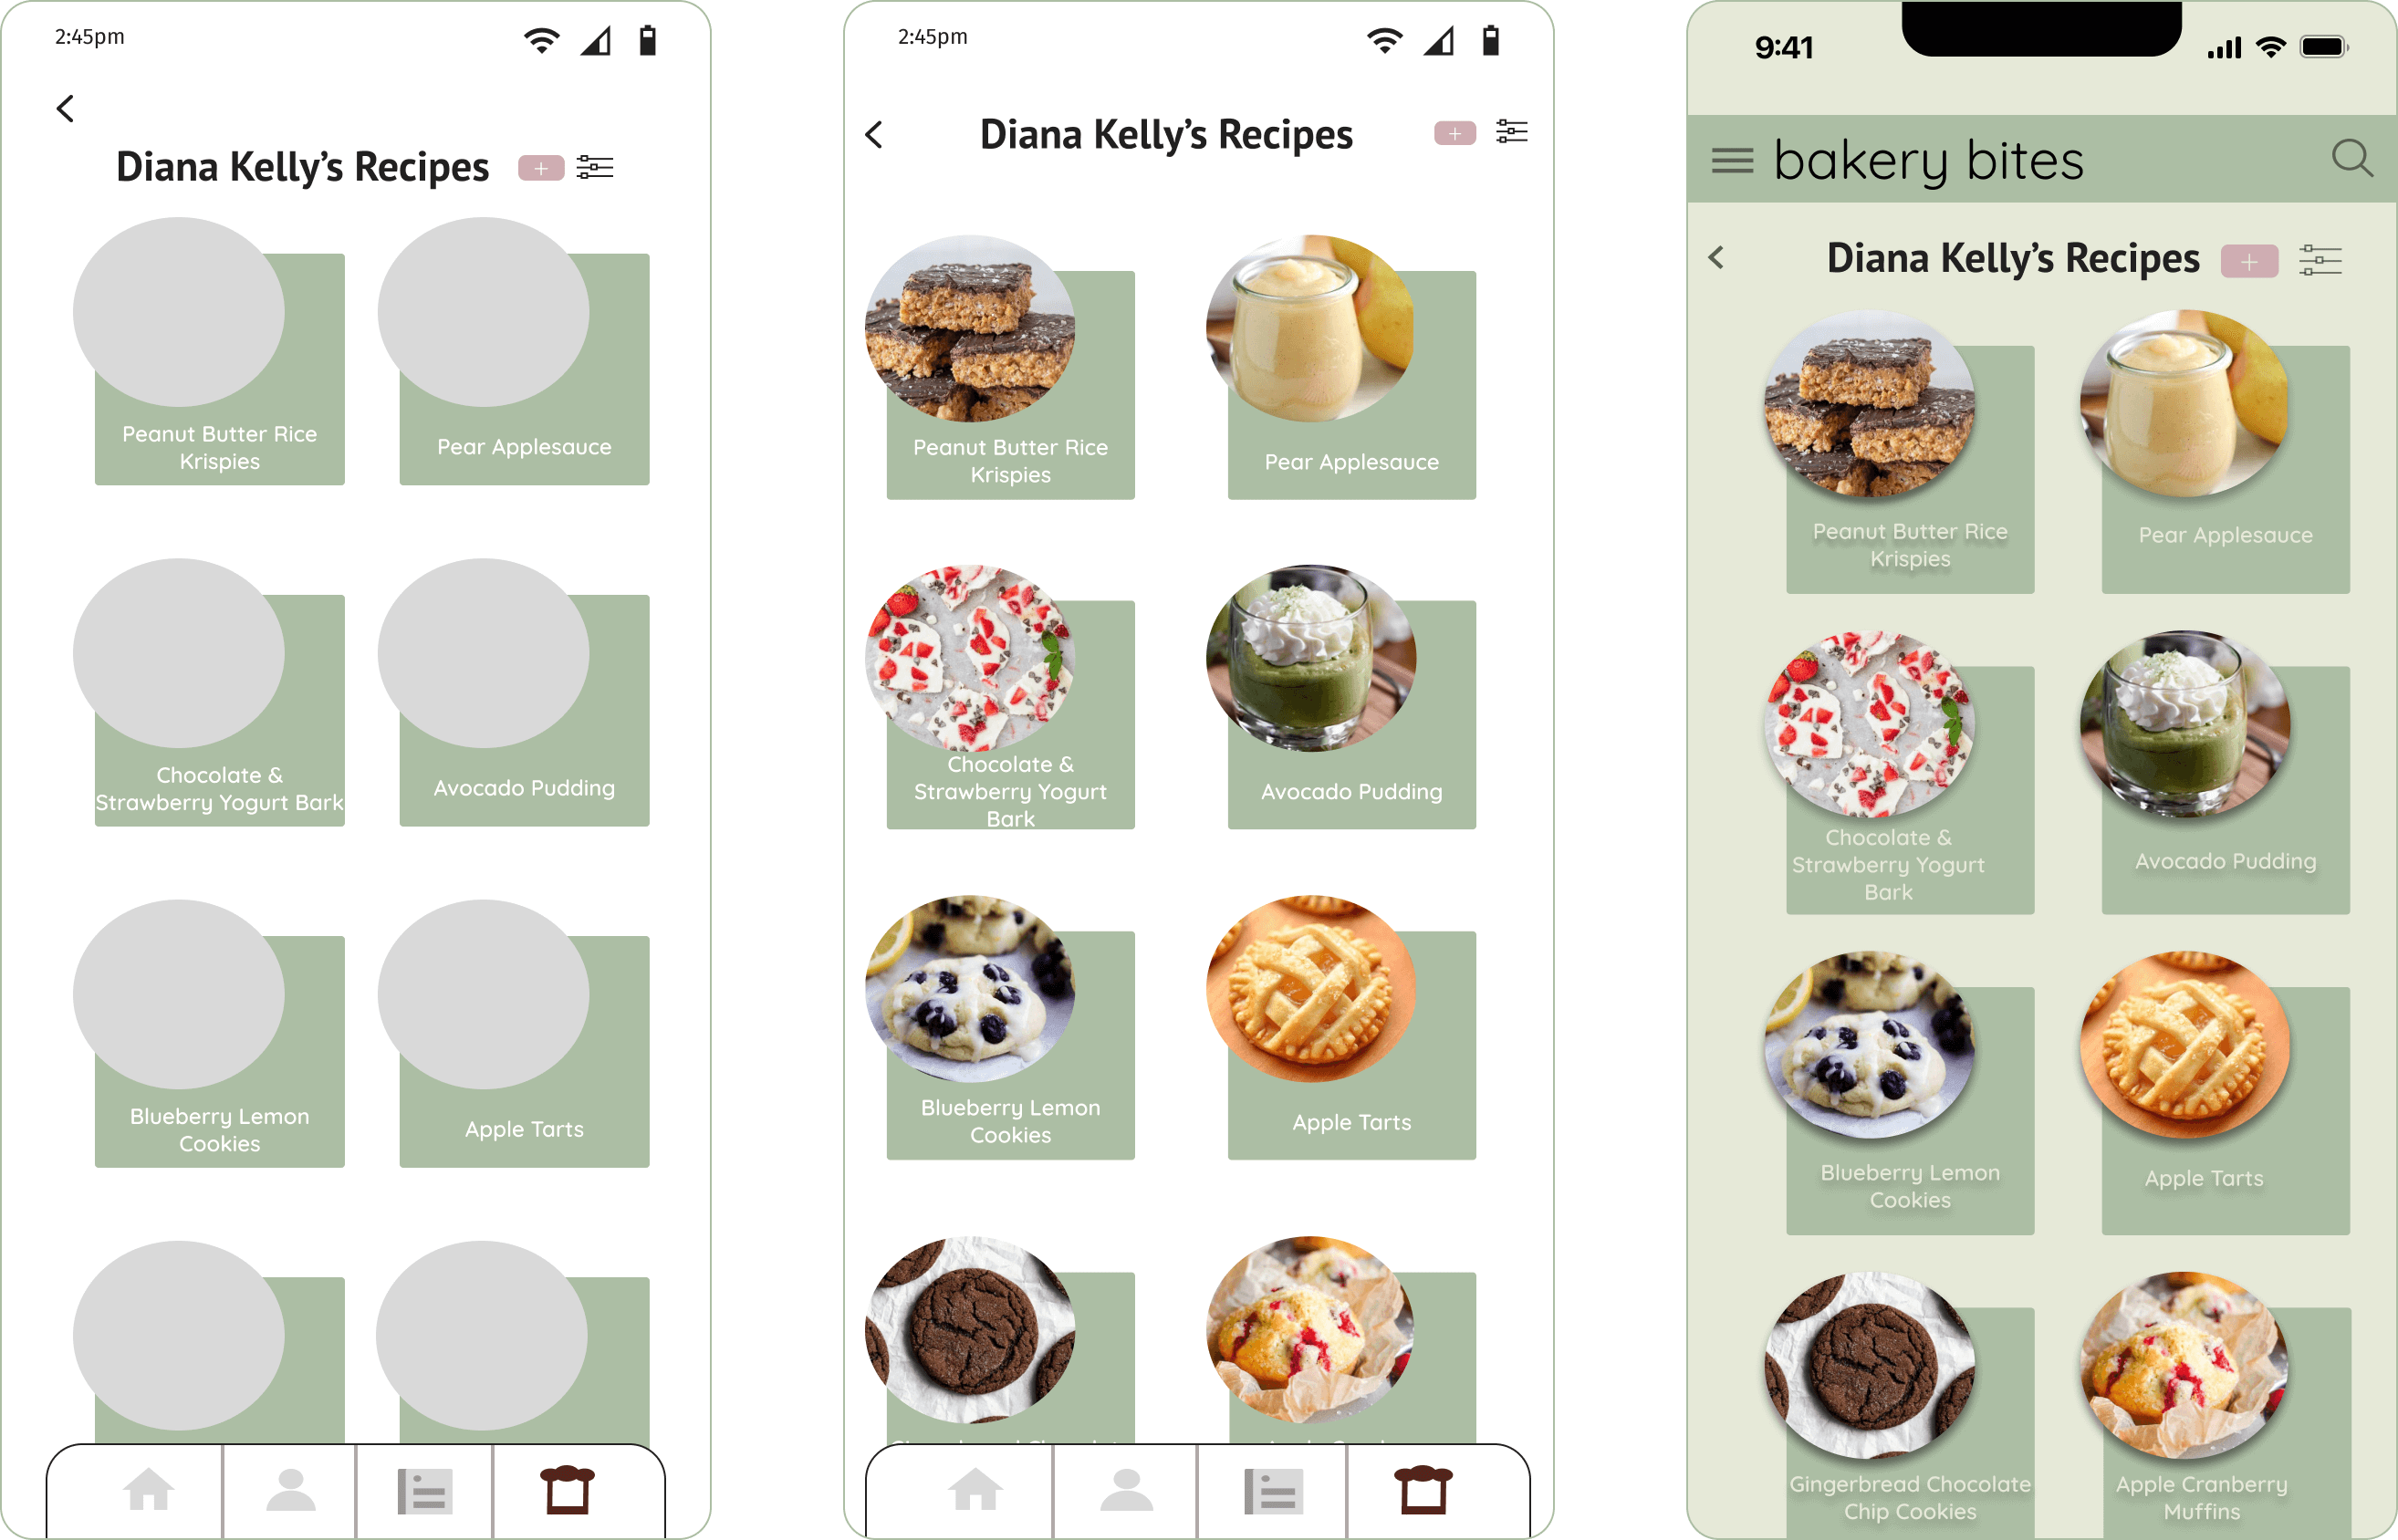 2:45pm
Diana Kelly's Recipes
+
Peanut Butter Rice
Krispies
Pear Applesauce
Chocolate &
Strawberry Yogurt Bark
Avocado Pudding
Blueberry Lemon
Cookies
Apple Tarts
2:45pm
Diana Kelly's Recipes
+
Peanut Butter Rice
Krispies
Pear Applesauce
Chocolate &
Strawberry Yogurt
Bark
Avocado Pudding
Blueberry Lemon
Cookies
Apple Tarts
9:41
bakery bites
Diana Kelly's Recipes
+
Peanut Butter Rice
Krispies
Pear Applesauce
Chocolate &
Strawberry Yogurt
Bark
Avocado Pudding
Blueberry Lemon
Cookies
Apple Tarts
Gingerbread Chocolate
Chip Cookies
Apple Cranberry
Muffins